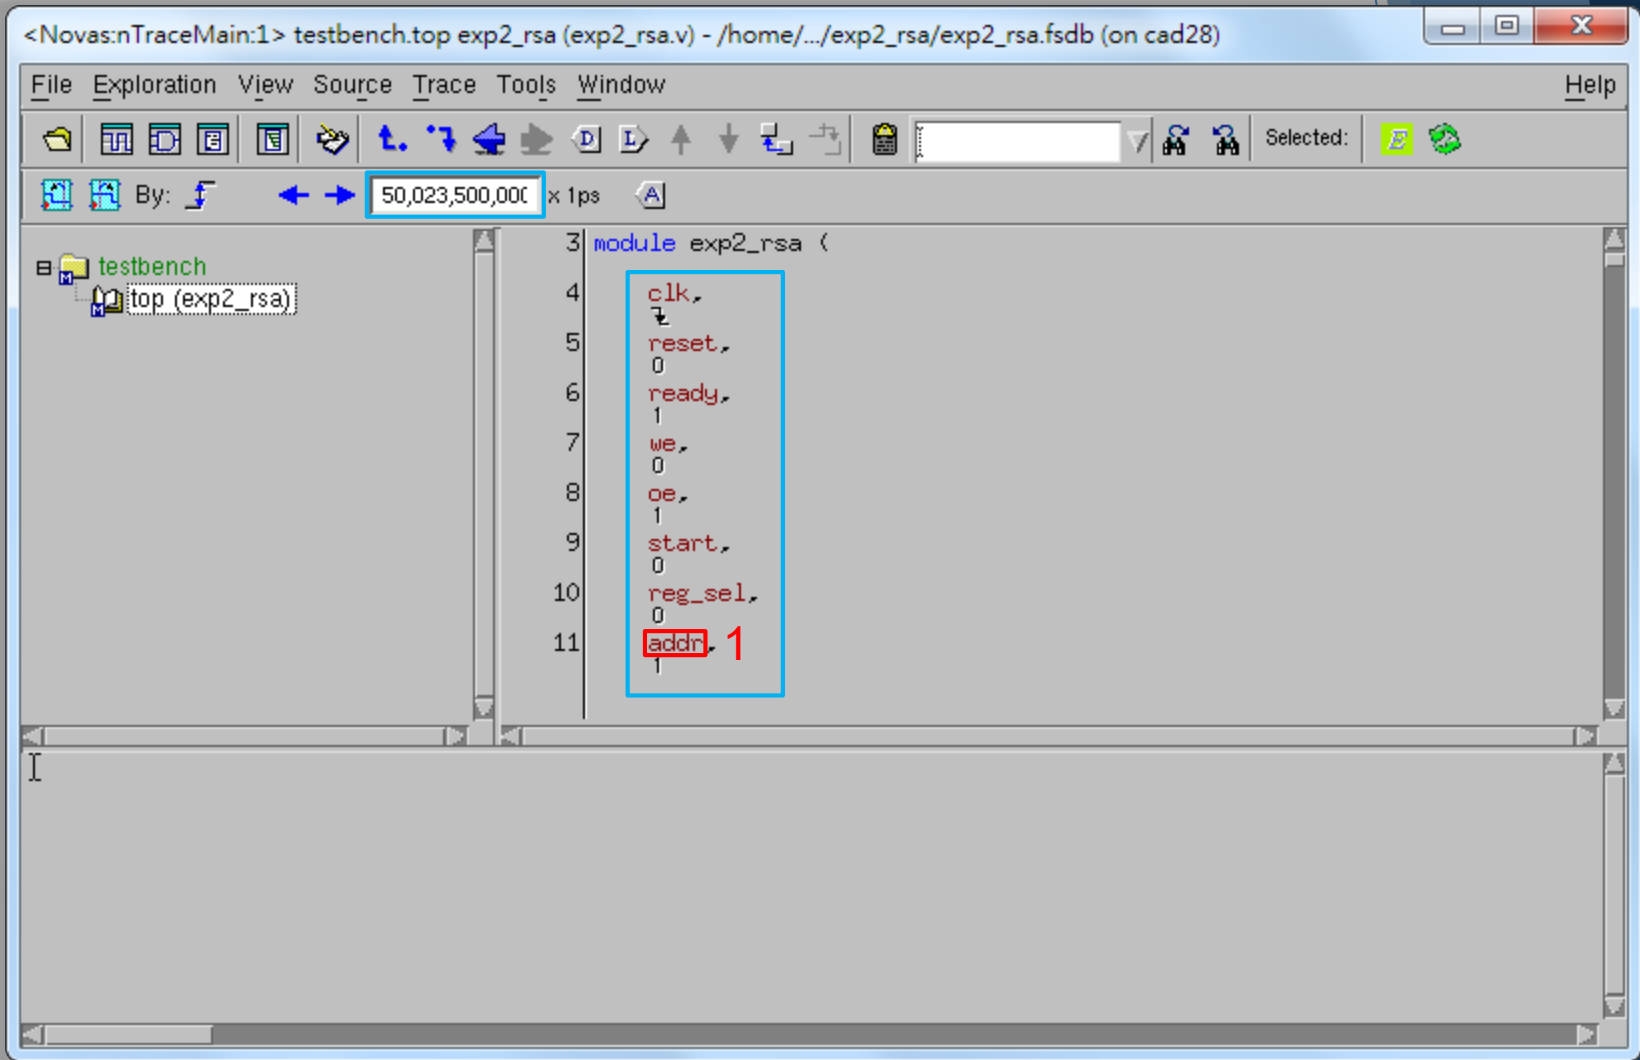 <Novas:nTraceMain:1> testbench.top exp2_rsa (exp2_rsa.v) - /home/.../exp2_rsa/exp2_rsa.fsdb (on cad28)
File Exploration View Source Trace Tools Window Help
D L Selected: E
By: 50,023,500,000 x 1ps A
testbench
top (exp2_rsa)
3 module exp2_rsa (
4 clk,
5 reset,
0
6 ready,
1
7 we,
0
8 oe,
1
9 start,
0
10 reg_sel,
0
11 addr, 1
1